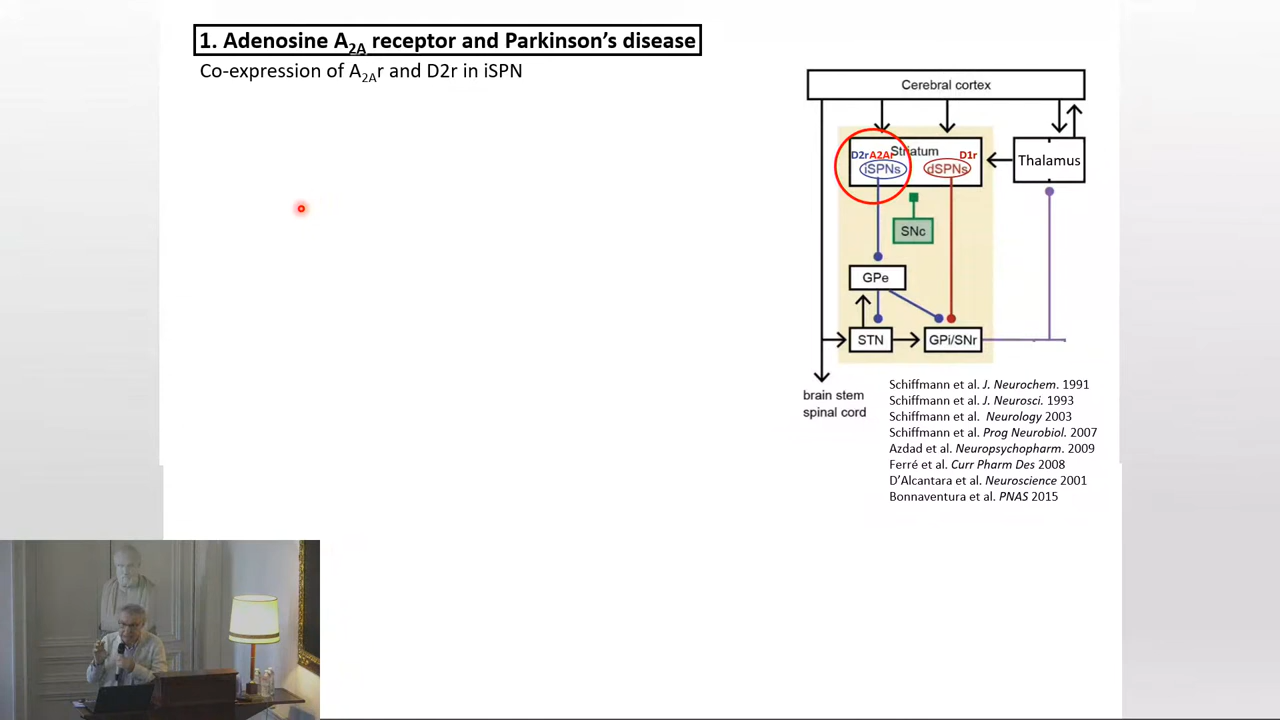 1. Adenosine A2A receptor and Parkinson's disease
Co-expression of A2Ar and D2r in iSPN
Cerebral cortex
Striatum
D2rA2Ar
D1r
iSPNs
dSPNs
Thalamus
SNc
GPe
STN
GPi/SNr
brain stem
spinal cord
Schiffmann et al. J. Neurochem. 1991
Schiffmann et al. J. Neurosci. 1993
Schiffmann et al. Neurology 2003
Schiffmann et al. Prog Neurobiol. 2007
Azdad et al. Neuropsychopharm. 2009
Ferré et al. Curr Pharm Des 2008
D'Alcantara et al. Neuroscience 2001
Bonnaventura et al. PNAS 2015